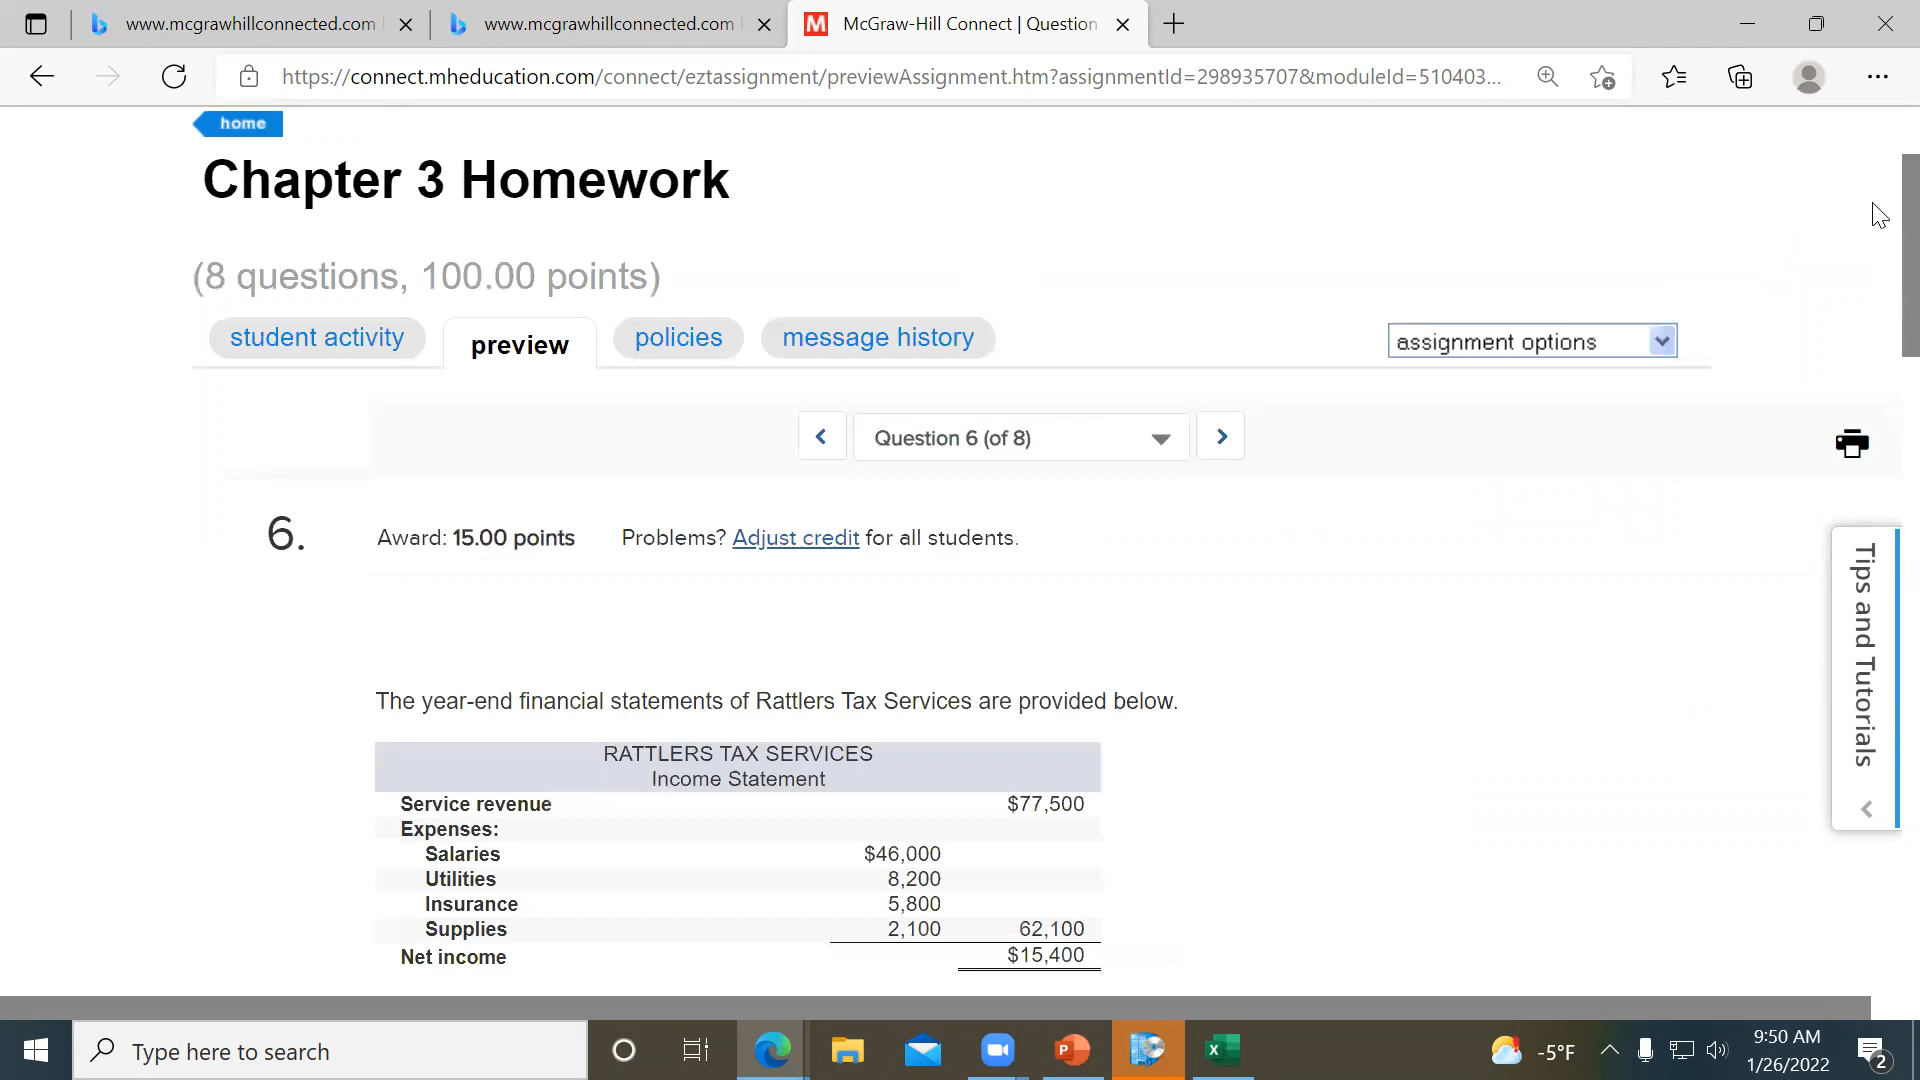 www.mcgrawhillconnected.com
www.mcgrawhillconnected.com
McGraw-Hill Connect | Question
https://connect.mheducation.com/connect/eztassignment/previewAssignment.htm?assignmentId=298935707&moduleId=510403...
home
Chapter 3 Homework
(8 questions, 100.00 points)
student activity
preview
policies
message history
assignment options
Question 6 (of 8)
6.
Award: 15.00 points
Problems? Adjust credit for all students.
Tips and Tutorials
The year-end financial statements of Rattlers Tax Services are provided below.
RATTLERS TAX SERVICES
Income Statement
Service revenue $77,500
Expenses:
Salaries $46,000
Utilities 8,200
Insurance 5,800
Supplies 2,100 62,100
Net income $15,400
Type here to search
-5°F
9:50 AM
1/26/2022
2